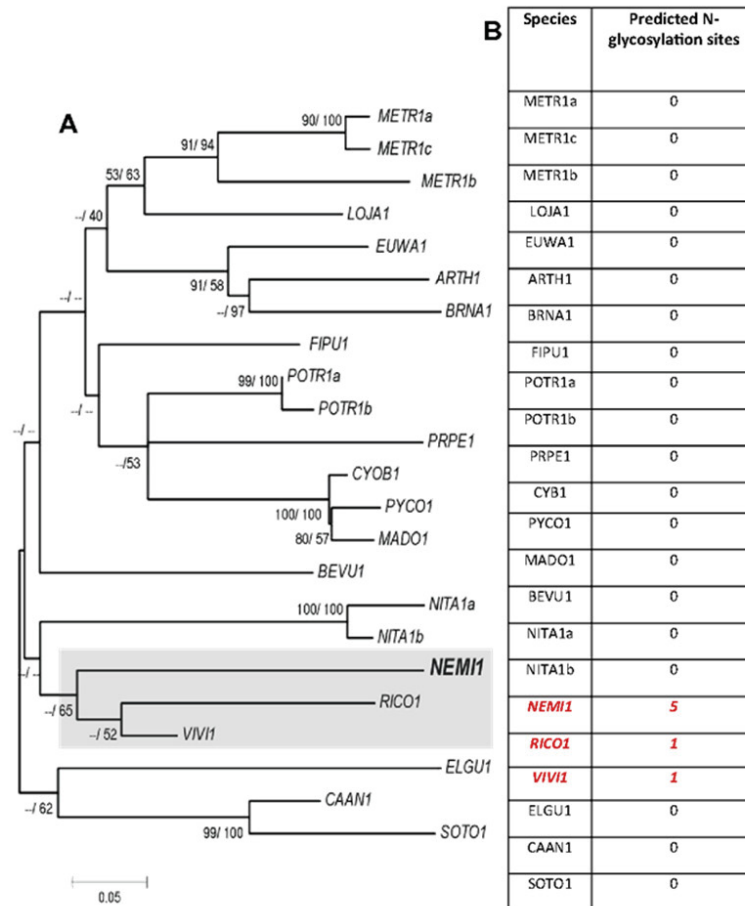 A
90/ 100
METR1a
METR1c
91/ 94
METR1b
53/ 63
LOJA1
--/ 40
EUWA1
91/ 58
ARTH1
--/ 97
BRNA1
--/ --
FIPU1
99/ 100
POTR1a
POTR1b
--/ --
PRPE1
--/53
CYOB1
100/ 100
PYCO1
80/ 57
MADO1
--/ --
BEVU1
100/ 100
NITA1a
NITA1b
--/ --
NEMI1
--/ 65
RICO1
--/ 52
VIVI1
ELGU1
--/ 62
CAAN1
99/ 100
SOTO1
0.05
B
Species Predicted N-
glycosylation sites
METR1a 0
METR1c 0
METR1b 0
LOJA1 0
EUWA1 0
ARTH1 0
BRNA1 0
FIPU1 0
POTR1a 0
POTR1b 0
PRPE1 0
CYB1 0
PYCO1 0
MADO1 0
BEVU1 0
NITA1a 0
NITA1b 0
NEMI1 5
RICO1 1
VIVI1 1
ELGU1 0
CAAN1 0
SOTO1 0